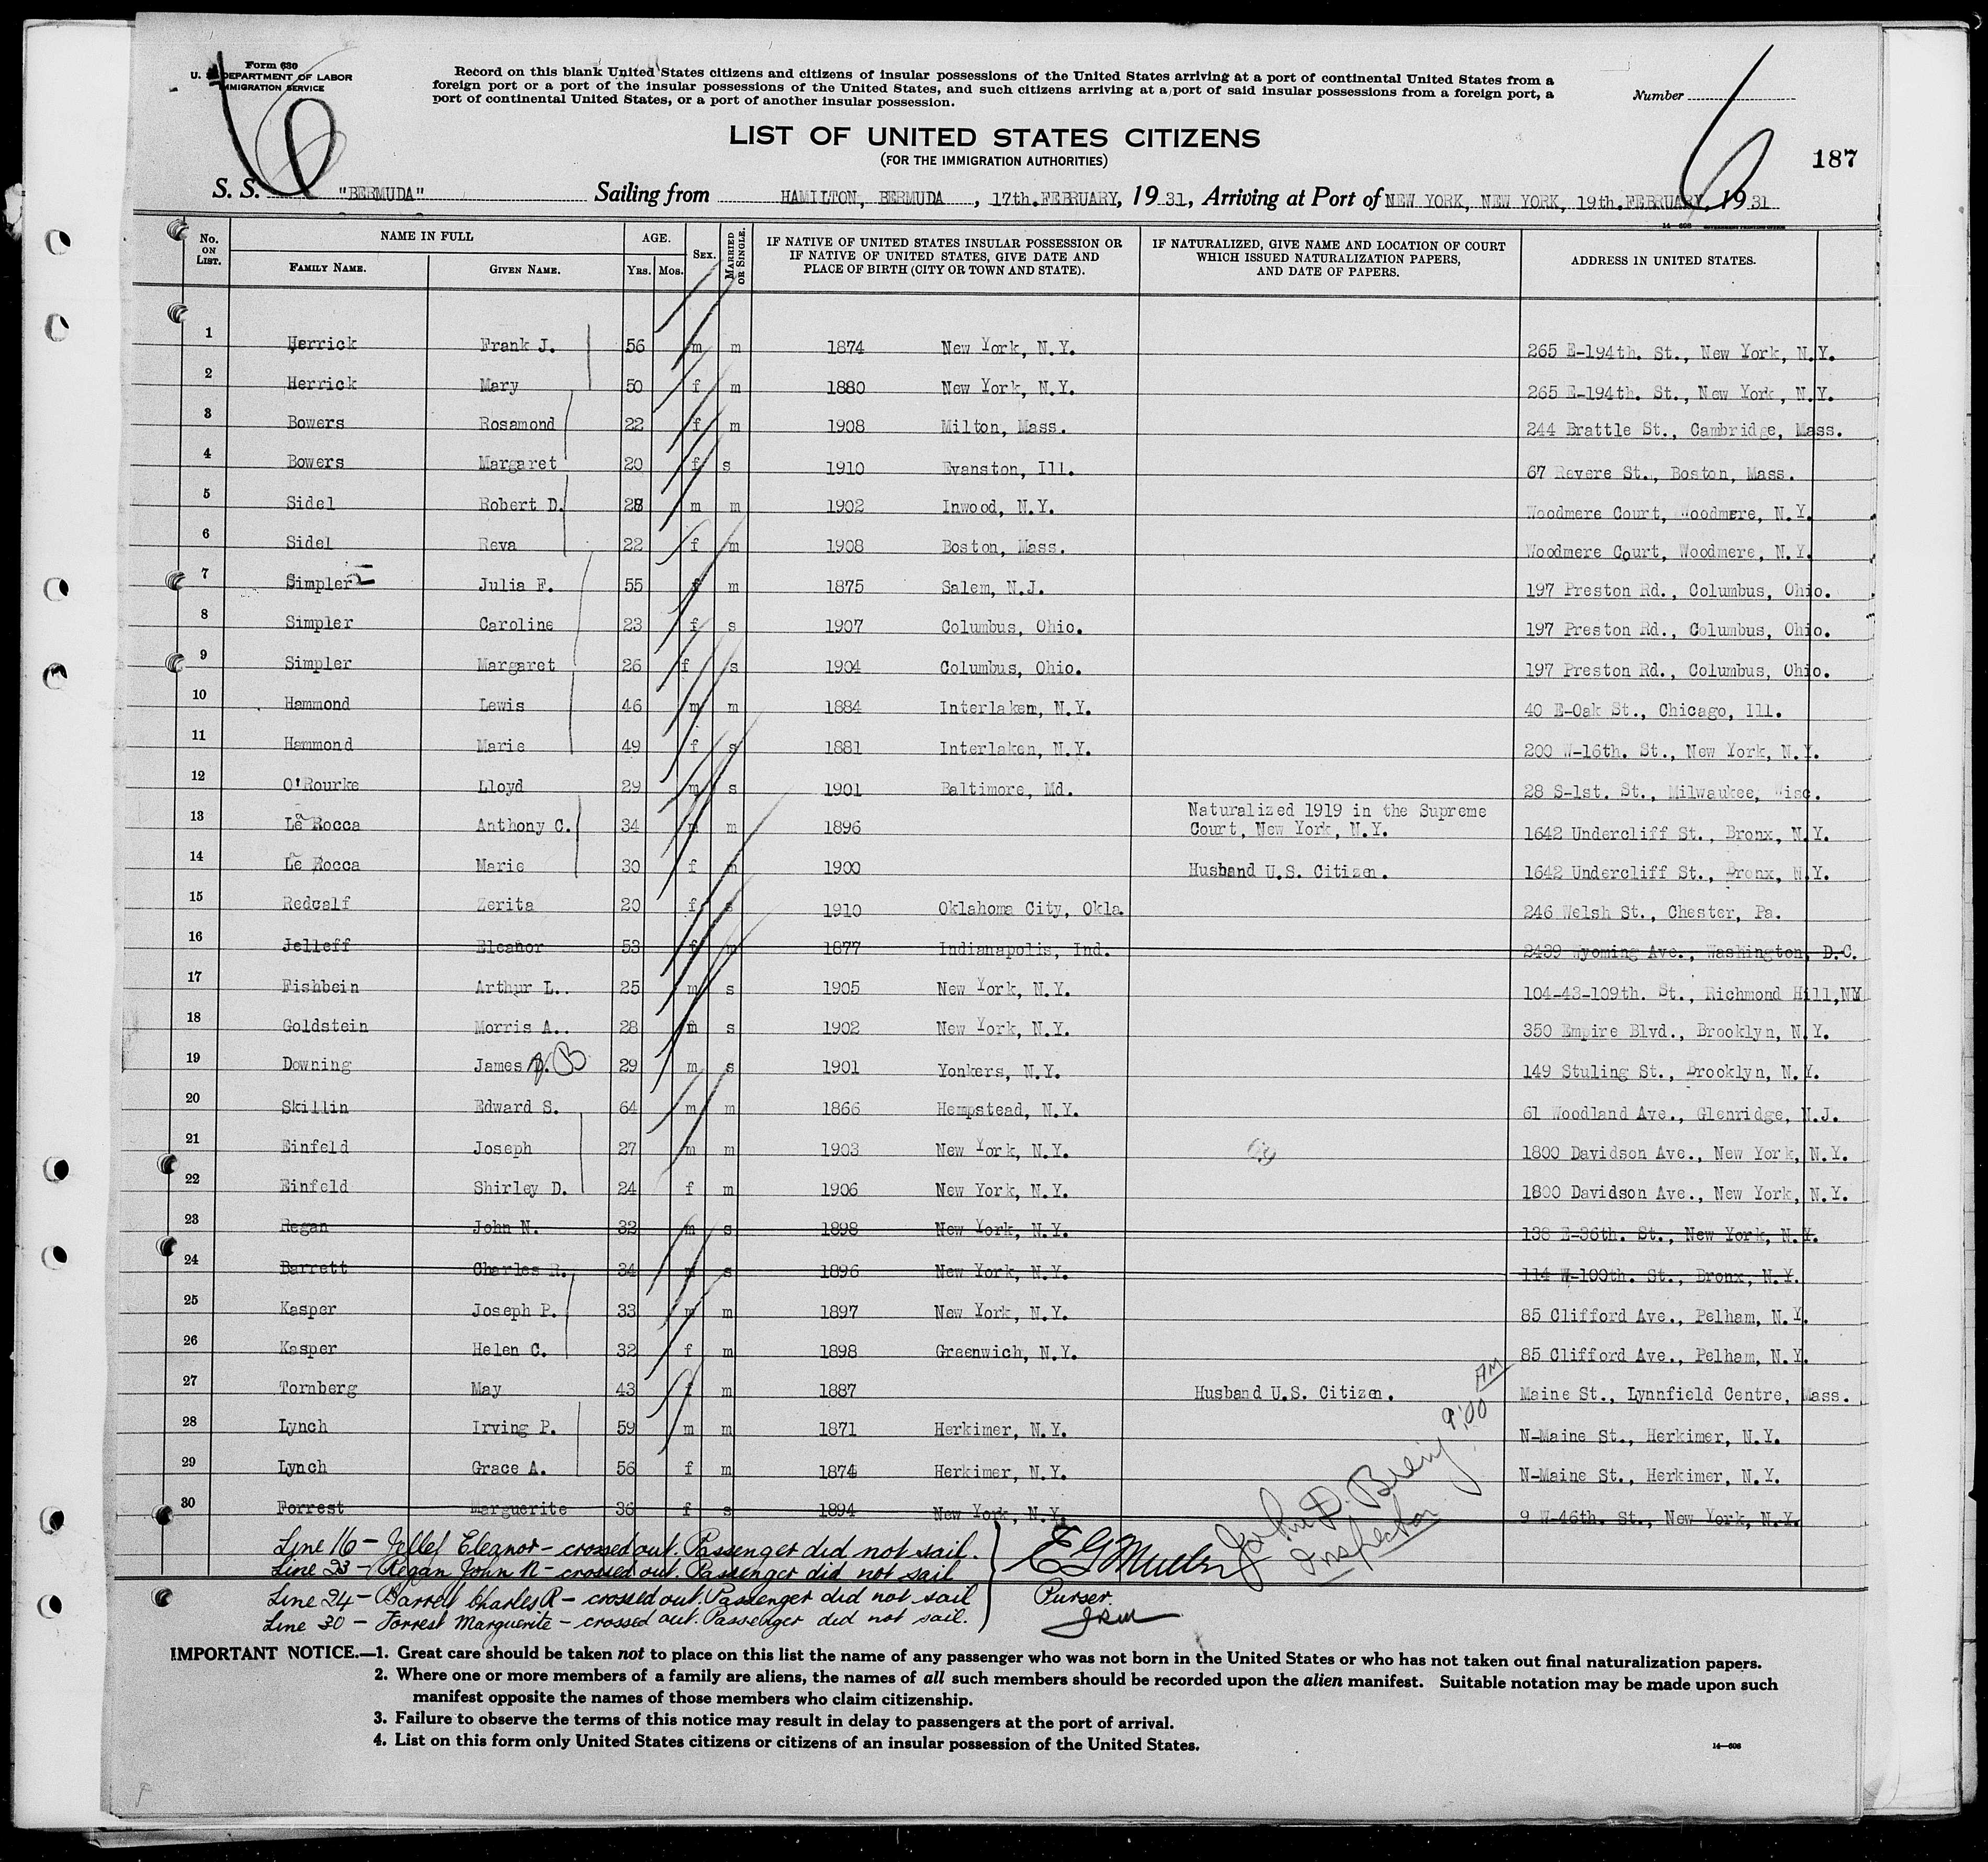 Form 630
U. S. DEPARTMENT OF LABOR
IMMIGRATION SERVICE
Record on this blank United States citizens and citizens of insular possessions of the United States arriving at a port of continental United States from a
foreign port or a port of the insular possessions of the United States, and such citizens arriving at a port of said insular possessions from a foreign port, a
port of continental United States, or a port of another insular possession.
Number
6 6
LIST OF UNITED STATES CITIZENS
(FOR THE IMMIGRATION AUTHORITIES)
187
S. S. "BERMUDA" Sailing from HAMILTON, BERMUDA, 17th. FEBRUARY, 1931, Arriving at Port of NEW YORK, NEW YORK, 19th. FEBRUARY, 1931
No. ON LIST. NAME IN FULL FAMILY NAME. GIVEN NAME. AGE. YRS. MOS. SEX. MARRIED OR SINGLE. IF NATIVE OF UNITED STATES INSULAR POSSESSION OR IF NATIVE OF UNITED STATES, GIVE DATE AND PLACE OF BIRTH (CITY OR TOWN AND STATE). IF NATURALIZED, GIVE NAME AND LOCATION OF COURT WHICH ISSUED NATURALIZATION PAPERS, AND DATE OF PAPERS. ADDRESS IN UNITED STATES.
1 Herrick Frank J. 56 m m 1874 New York, N.Y. 265 E-194th. St., New York, N.Y.
2 Herrick Mary 50 f m 1880 New York, N.Y. 265 E-194th. St., New York, N.Y.
3 Bowers Rosamond 22 f m 1908 Milton, Mass. 244 Brattle St., Cambridge, Mass.
4 Bowers Margaret 20 f s 1910 Evanston, Ill. 67 Revere St., Boston, Mass.
5 Sidel Robert D. 28 m m 1902 Inwood, N.Y. Woodmere Court, Woodmere, N.Y.
6 Sidel Reva 22 f m 1908 Boston, Mass. Woodmere Court, Woodmere, N.Y.
7 Simpler Julia F. 55 f m 1875 Salem, N.J. 197 Preston Rd., Columbus, Ohio.
8 Simpler Caroline 23 f s 1907 Columbus, Ohio. 197 Preston Rd., Columbus, Ohio.
9 Simpler Margaret 26 f s 1904 Columbus, Ohio. 197 Preston Rd., Columbus, Ohio.
10 Hammond Lewis 46 m m 1884 Interlaken, N.Y. 40 E-Oak St., Chicago, Ill.
11 Hammond Marie 49 f s 1881 Interlaken, N.Y. 200 W-16th. St., New York, N.Y.
12 O'Rourke Lloyd 29 m s 1901 Baltimore, Md. 28 S-1st. St., Milwaukee, Wisc.
13 La Rocca Anthony C. 34 m m 1896 Naturalized 1919 in the Supreme Court, New York, N.Y. 1642 Undercliff St., Bronx, N.Y.
14 La Rocca Marie 30 f m 1900 Husband U.S. Citizen. 1642 Undercliff St., Bronx, N.Y.
15 Redcalf Zerita 20 f s 1910 Oklahoma City, Okla. 246 Welsh St., Chester, Pa.
16 Jelleff Eleanor 53 f m 1877 Indianapolis, Ind. 2439 Wyoming Ave., Washington, D.C.
17 Fishbein Arthur L.. 25 m s 1905 New York, N.Y. 104-43-109th. St., Richmond Hill,NY
18 Goldstein Morris A.. 28 m s 1902 New York, N.Y. 350 Empire Blvd., Brooklyn, N.Y.
19 Downing James B 29 m s 1901 Yonkers, N.Y. 149 Stuling St., Brooklyn, N.Y.
20 Skillin Edward S. 64 m m 1866 Hempstead, N.Y. 61 Woodland Ave., Glenridge, N.J.
21 Einfeld Joseph 27 m m 1903 New York, N.Y. 1800 Davidson Ave., New York, N.Y.
22 Einfeld Shirley D. 24 f m 1906 New York, N.Y. 1800 Davidson Ave., New York, N.Y.
23 Regan John N. 32 m s 1898 New York, N.Y. 138 E-36th. St., New York, N.Y.
24 Barrett Charles R. 34 m s 1896 New York, N.Y. 114 W-100th. St., Bronx, N.Y.
25 Kasper Joseph P. 33 m m 1897 New York, N.Y. 85 Clifford Ave., Pelham, N.Y.
26 Kasper Helen C. 32 f m 1898 Greenwich, N.Y. 85 Clifford Ave., Pelham, N.Y.
27 Tornberg May 43 f m 1887 Husband U.S. Citizen. Maine St., Lynnfield Centre, Mass.
28 Lynch Irving P. 59 m m 1871 Herkimer, N.Y. N-Maine St., Herkimer, N.Y.
29 Lynch Grace A. 56 f m 1874 Herkimer, N.Y. N-Maine St., Herkimer, N.Y.
30 Forrest Marguerite 36 f s 1894 New York, N.Y. 9 W-46th. St., New York, N.Y.
9:00 AM
John D.
Inspector
Line 16 - Jellef Eleanor - crossed out. Passenger did not sail.
Line 23 - Regan John N - crossed out. Passenger did not sail
Line 24 - Barrett Charles R - crossed out. Passenger did not sail
Line 30 - Forrest Marguerite - crossed out. Passenger did not sail.
Purser.
IMPORTANT NOTICE.—1. Great care should be taken not to place on this list the name of any passenger who was not born in the United States or who has not taken out final naturalization papers.
2. Where one or more members of a family are aliens, the names of all such members should be recorded upon the alien manifest. Suitable notation may be made upon such
manifest opposite the names of those members who claim citizenship.
3. Failure to observe the terms of this notice may result in delay to passengers at the port of arrival.
4. List on this form only United States citizens or citizens of an insular possession of the United States.